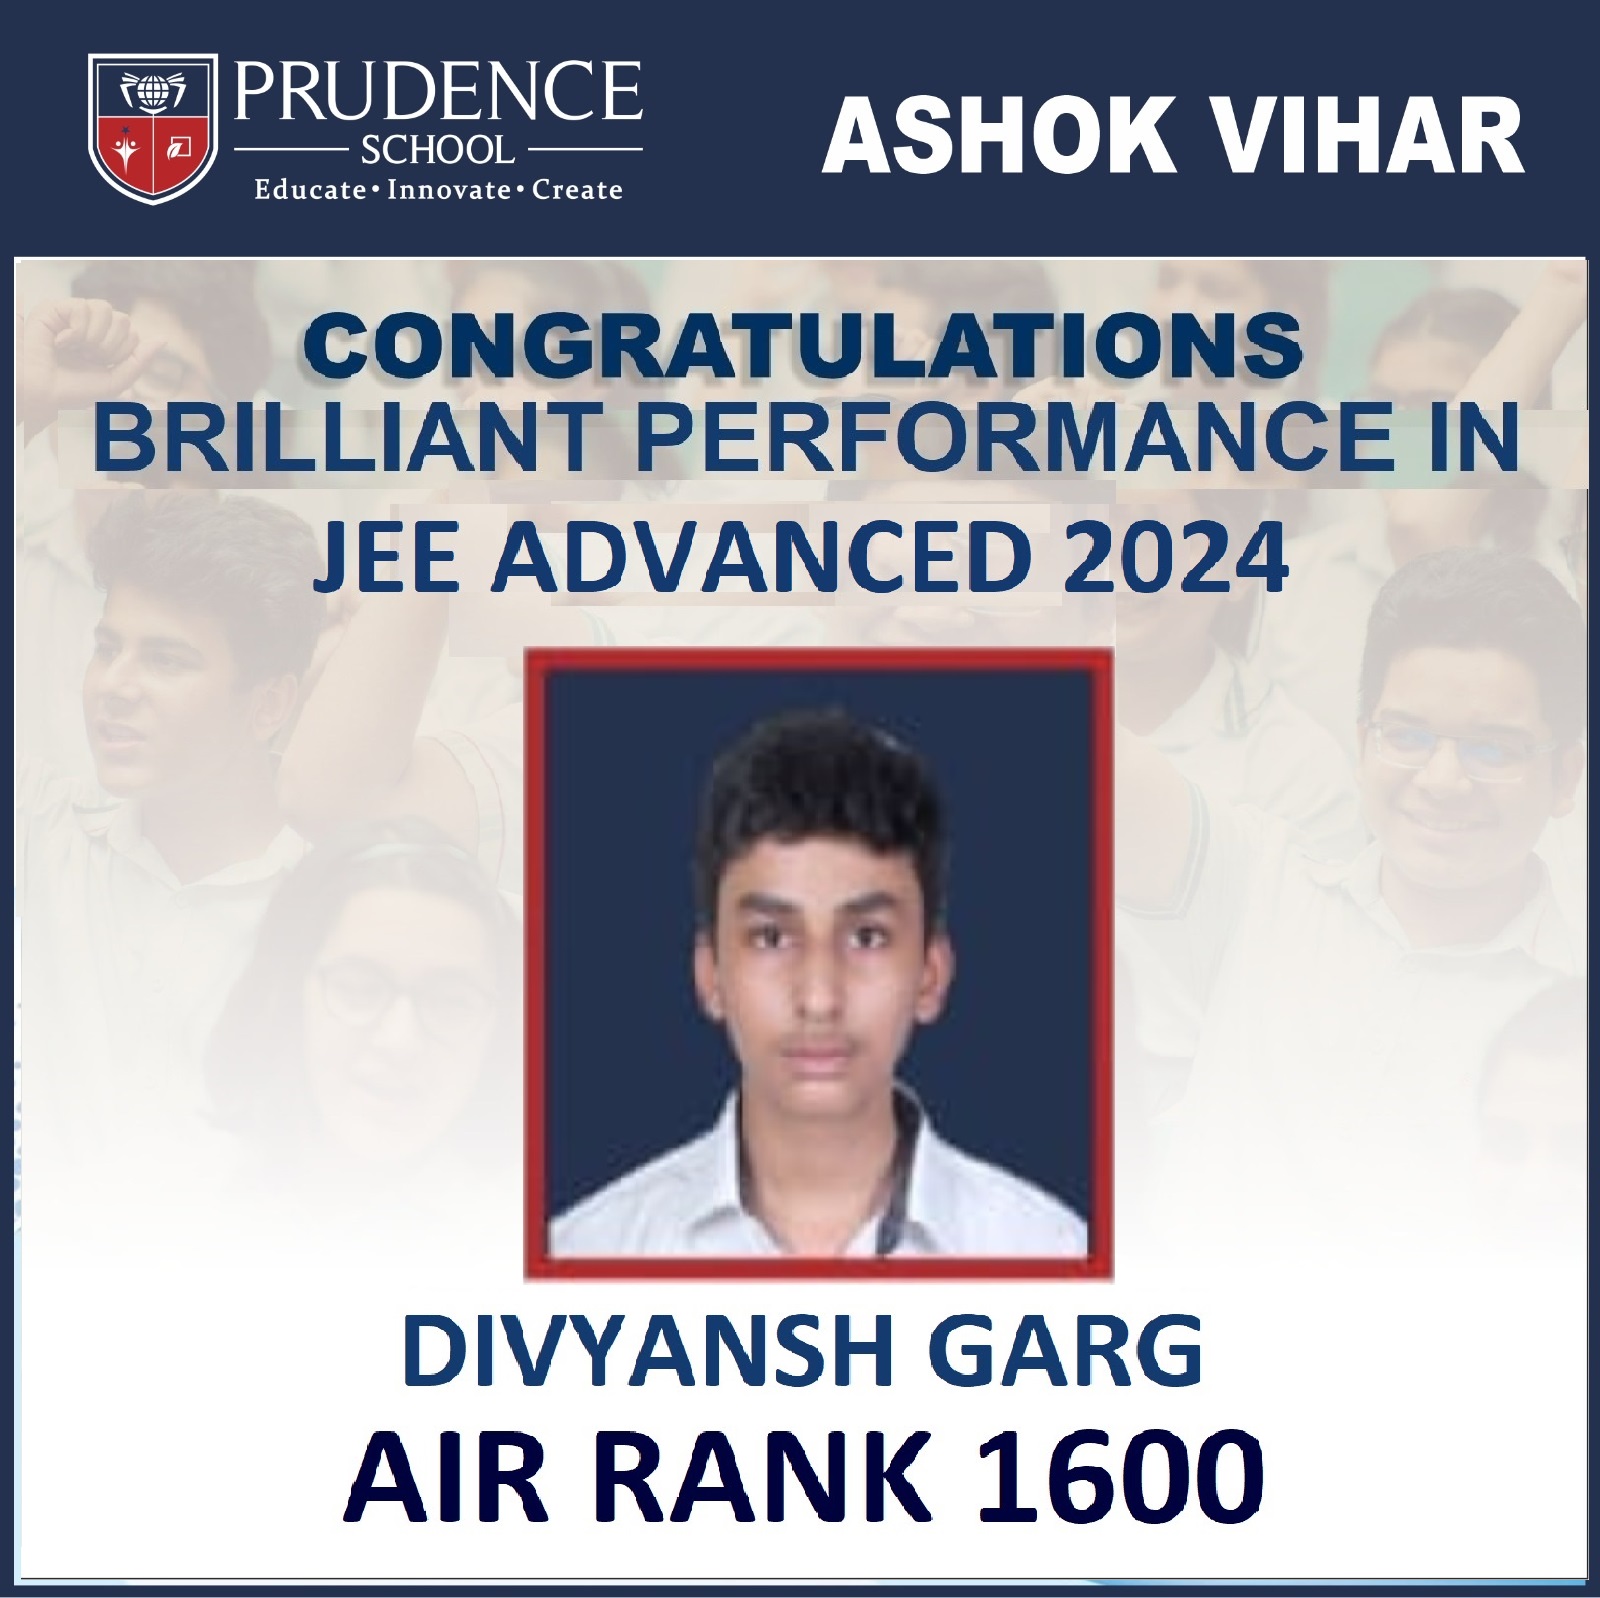 PRUDENCE
SCHOOL
Educate • Innovate • Create
ASHOK VIHAR
CONGRATULATIONS
BRILLIANT PERFORMANCE IN
JEE ADVANCED 2024
DIVYANSH GARG
AIR RANK 1600